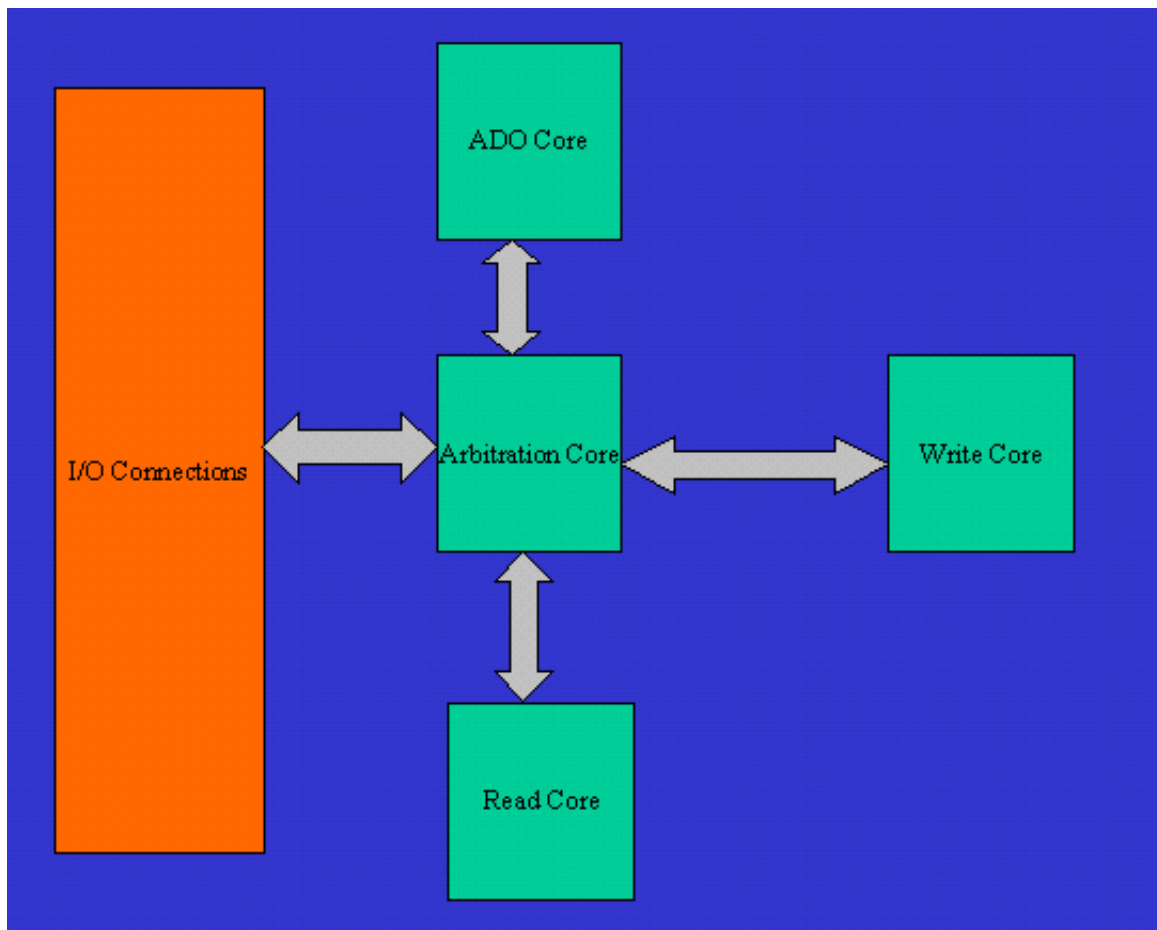 ADO Core
I/O Connections
Arbitration Core
Write Core
Read Core